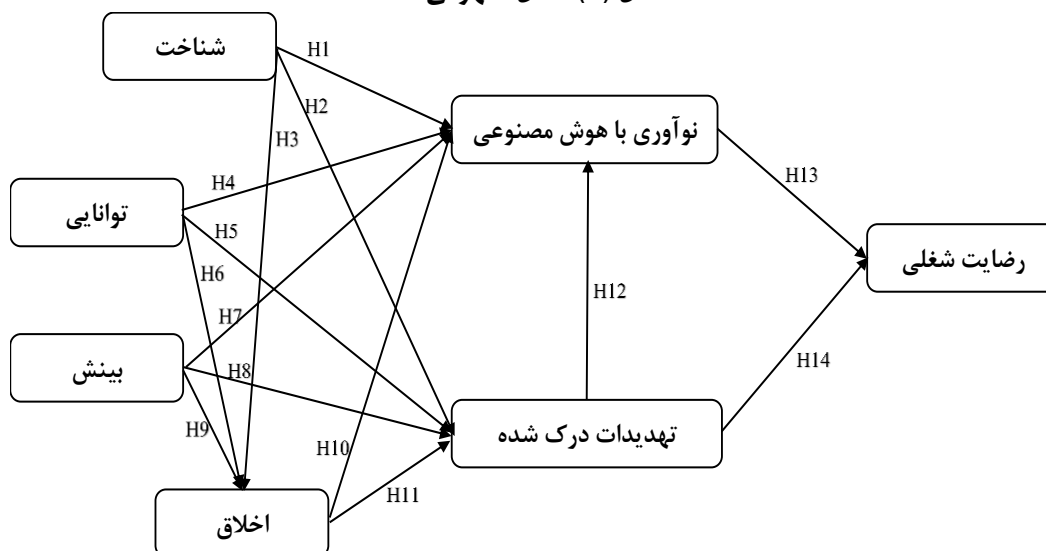 شناخت
H1
H2
نوآوری با هوش مصنوعی
H3
H13
H4
توانایی
H5
رضایت شغلی
H6
H12
H7
بینش
H8
H14
تهدیدات درک شده
H9
H10
H11
اخلاق